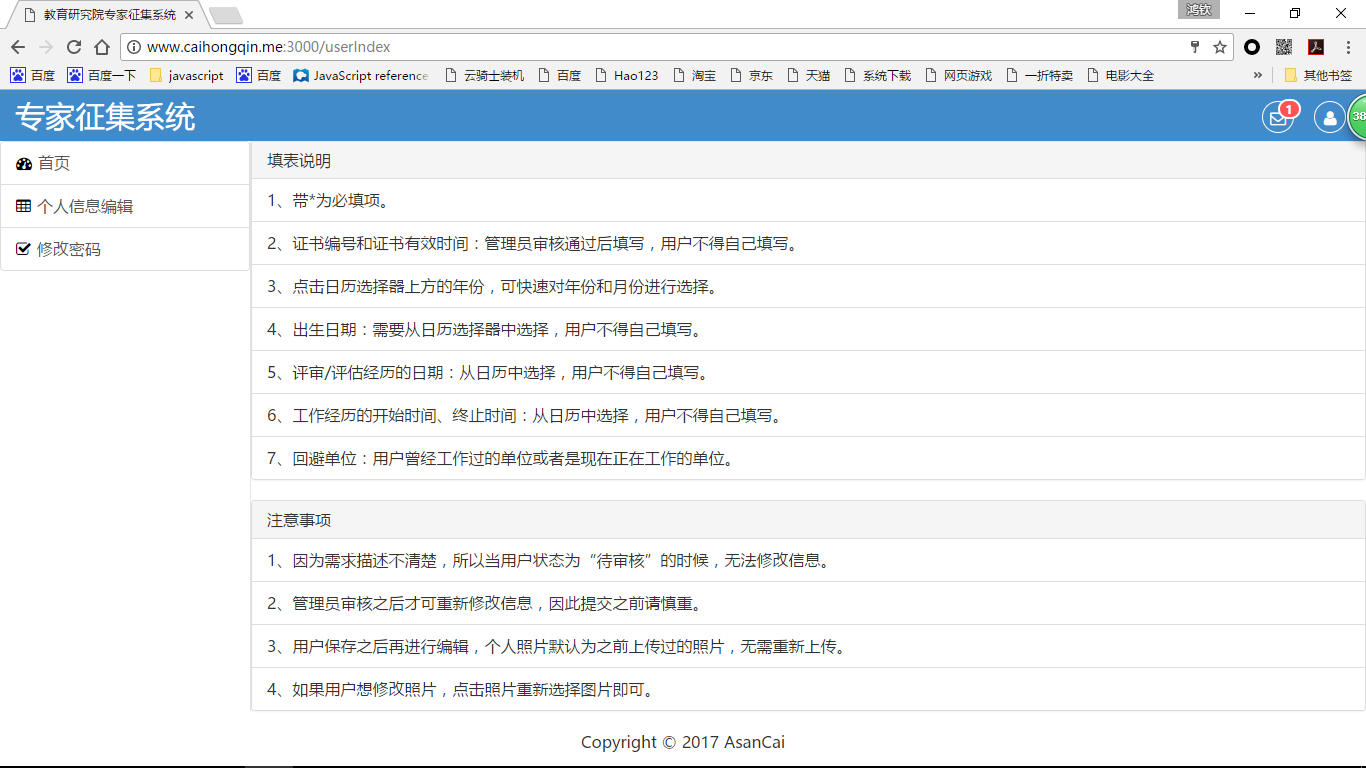 教育研究院专家征集系统
鸿钦
www.caihongqin.me:3000/userIndex
百度 百度一下 javascript 百度 JavaScript reference 云骑士装机 百度 Hao123 淘宝 京东 天猫 系统下载 网页游戏 一折特卖 电影大全 » 其他书签
专家征集系统
1
38
首页
个人信息编辑
修改密码
填表说明
1、带*为必填项。
2、证书编号和证书有效时间：管理员审核通过后填写，用户不得自己填写。
3、点击日历选择器上方的年份，可快速对年份和月份进行选择。
4、出生日期：需要从日历选择器中选择，用户不得自己填写。
5、评审/评估经历的日期：从日历中选择，用户不得自己填写。
6、工作经历的开始时间、终止时间：从日历中选择，用户不得自己填写。
7、回避单位：用户曾经工作过的单位或者是现在正在工作的单位。
注意事项
1、因为需求描述不清楚，所以当用户状态为“待审核”的时候，无法修改信息。
2、管理员审核之后才可重新修改信息，因此提交之前请慎重。
3、用户保存之后再进行编辑，个人照片默认为之前上传过的照片，无需重新上传。
4、如果用户想修改照片，点击照片重新选择图片即可。
Copyright © 2017 AsanCai